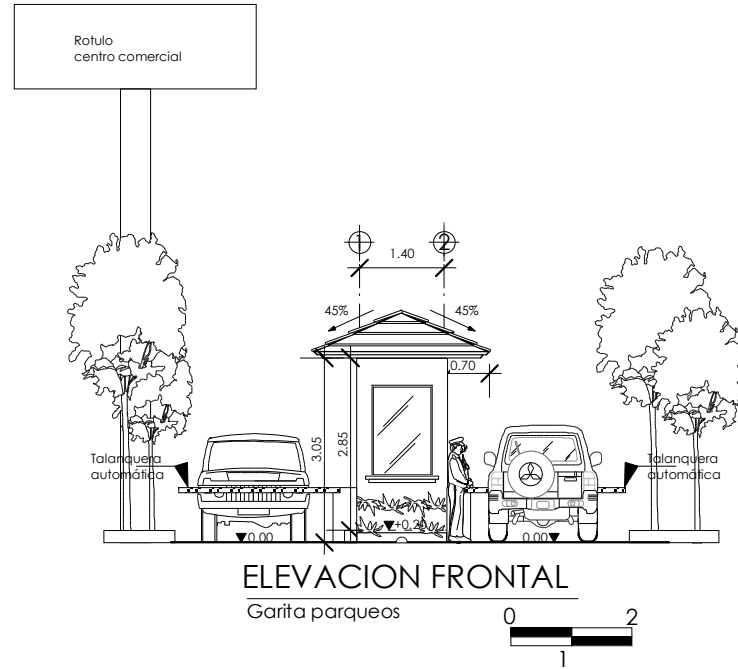 Rotulo
centro comercial
1
2
1.40
45%
45%
0.70
3.05
2.85
Talanquera
automática
Talanquera
automática
+0.20
0.00
0.00
ELEVACION FRONTAL
Garita parqueos
0
2
1